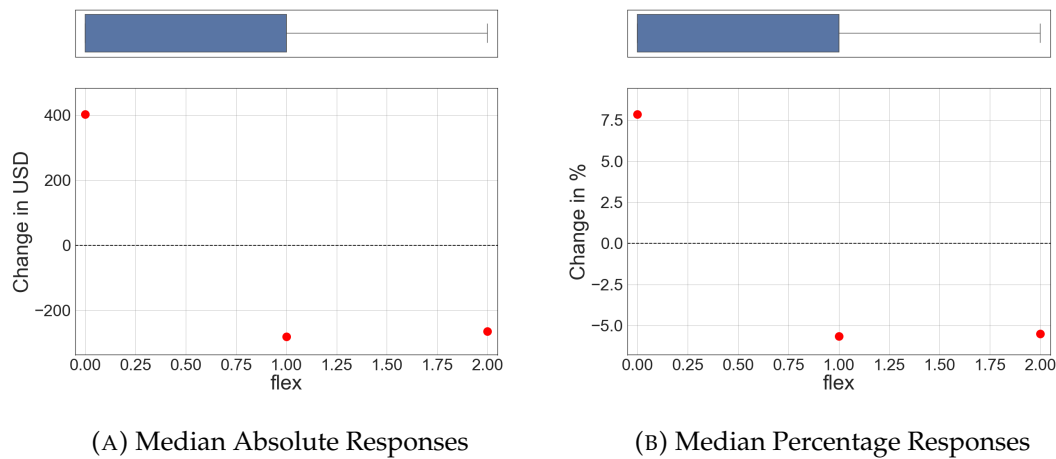 Change in USD
400
200
0
−200
0.00 0.25 0.50 0.75 1.00 1.25 1.50 1.75 2.00
flex
(A) Median Absolute Responses
Change in %
7.5
5.0
2.5
0.0
−2.5
−5.0
0.00 0.25 0.50 0.75 1.00 1.25 1.50 1.75 2.00
flex
(B) Median Percentage Responses